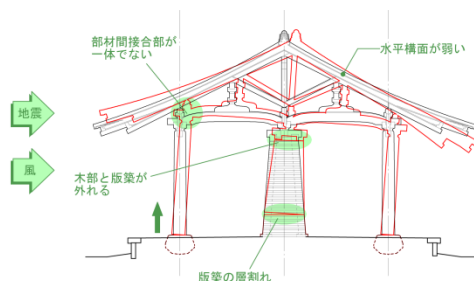 部材間接合部が
一体でない
水平構面が弱い
地震
風
木部と版築が
外れる
版築の層割れ